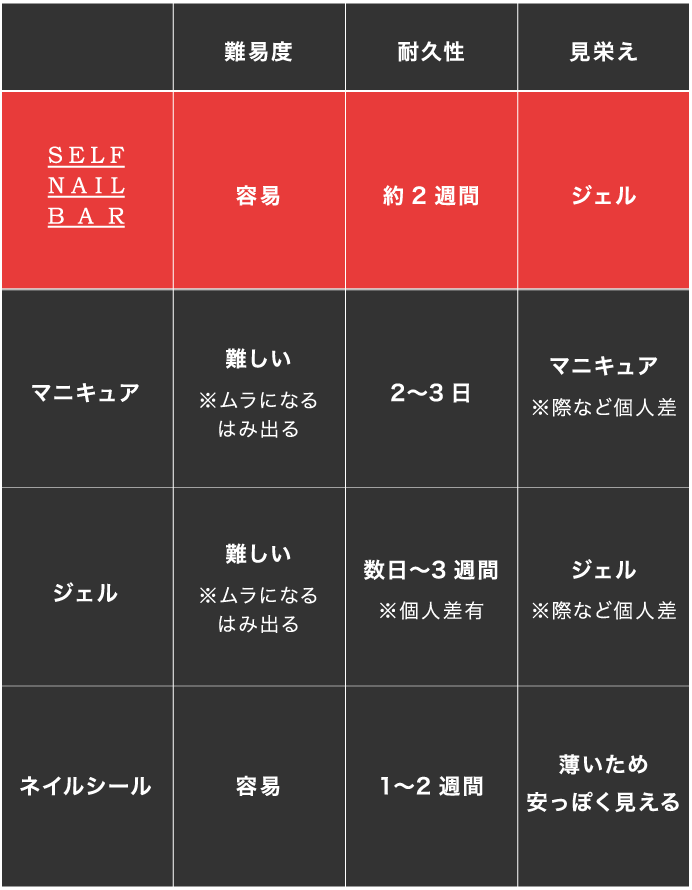 難易度
耐久性
見栄え
SELF
NAIL
BAR
容易
約2週間
ジェル
マニキュア
難しい
※ムラになる
はみ出る
2〜3日
マニキュア
※際など個人差
ジェル
難しい
※ムラになる
はみ出る
数日〜3週間
※個人差有
ジェル
※際など個人差
ネイルシール
容易
1〜2週間
薄いため
安っぽく見える